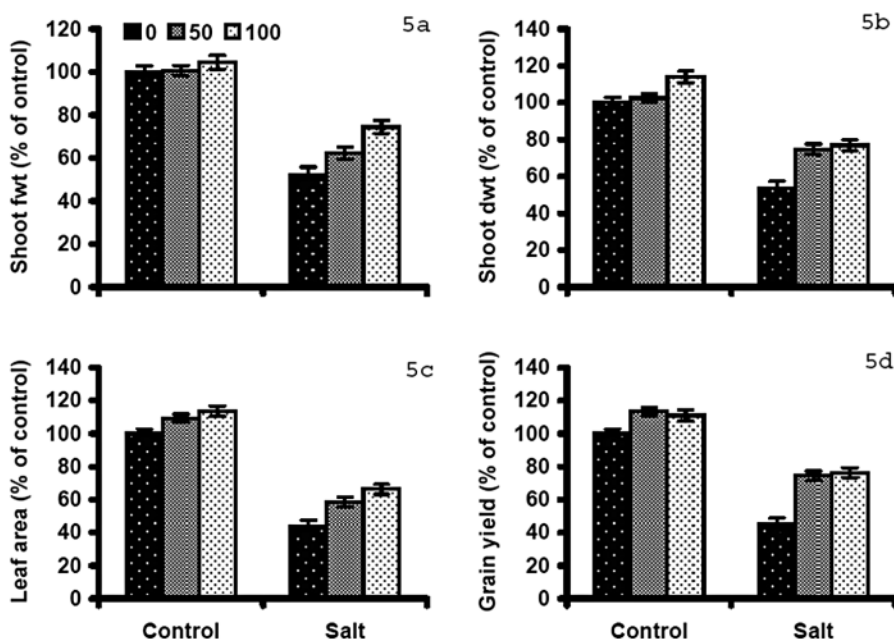 5a
0 50 100
Shoot fwt (% of ontrol)
120
100
80
60
40
20
0
5b
Shoot dwt (% of control)
140
120
100
80
60
40
20
0
5c
Leaf area (% of control)
140
120
100
80
60
40
20
0
Control Salt
5d
Grain yield (% of control)
140
120
100
80
60
40
20
0
Control Salt